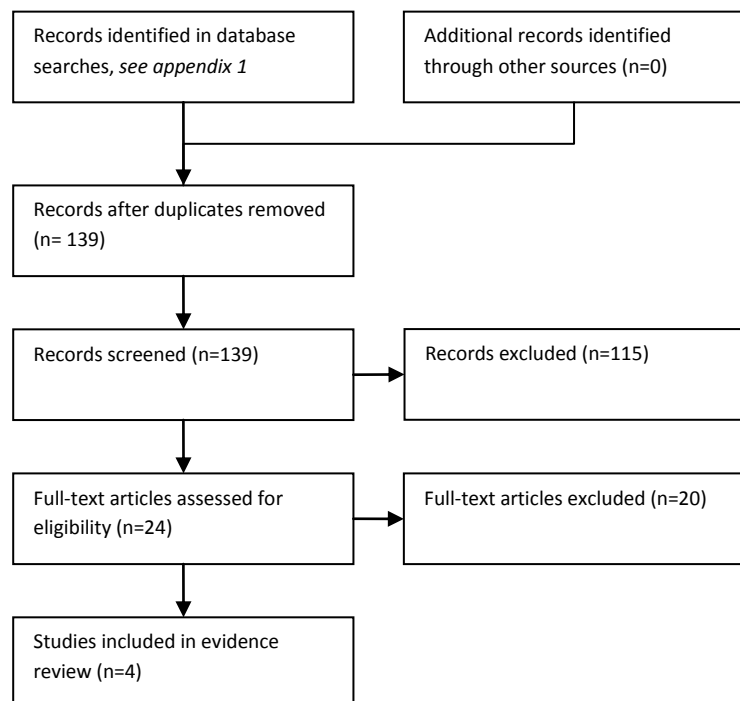 Records identified in database
searches, see appendix 1
Additional records identified
through other sources (n=0)
Records after duplicates removed
(n= 139)
Records screened (n=139)
Records excluded (n=115)
Full-text articles assessed for
eligibility (n=24)
Full-text articles excluded (n=20)
Studies included in evidence
review (n=4)